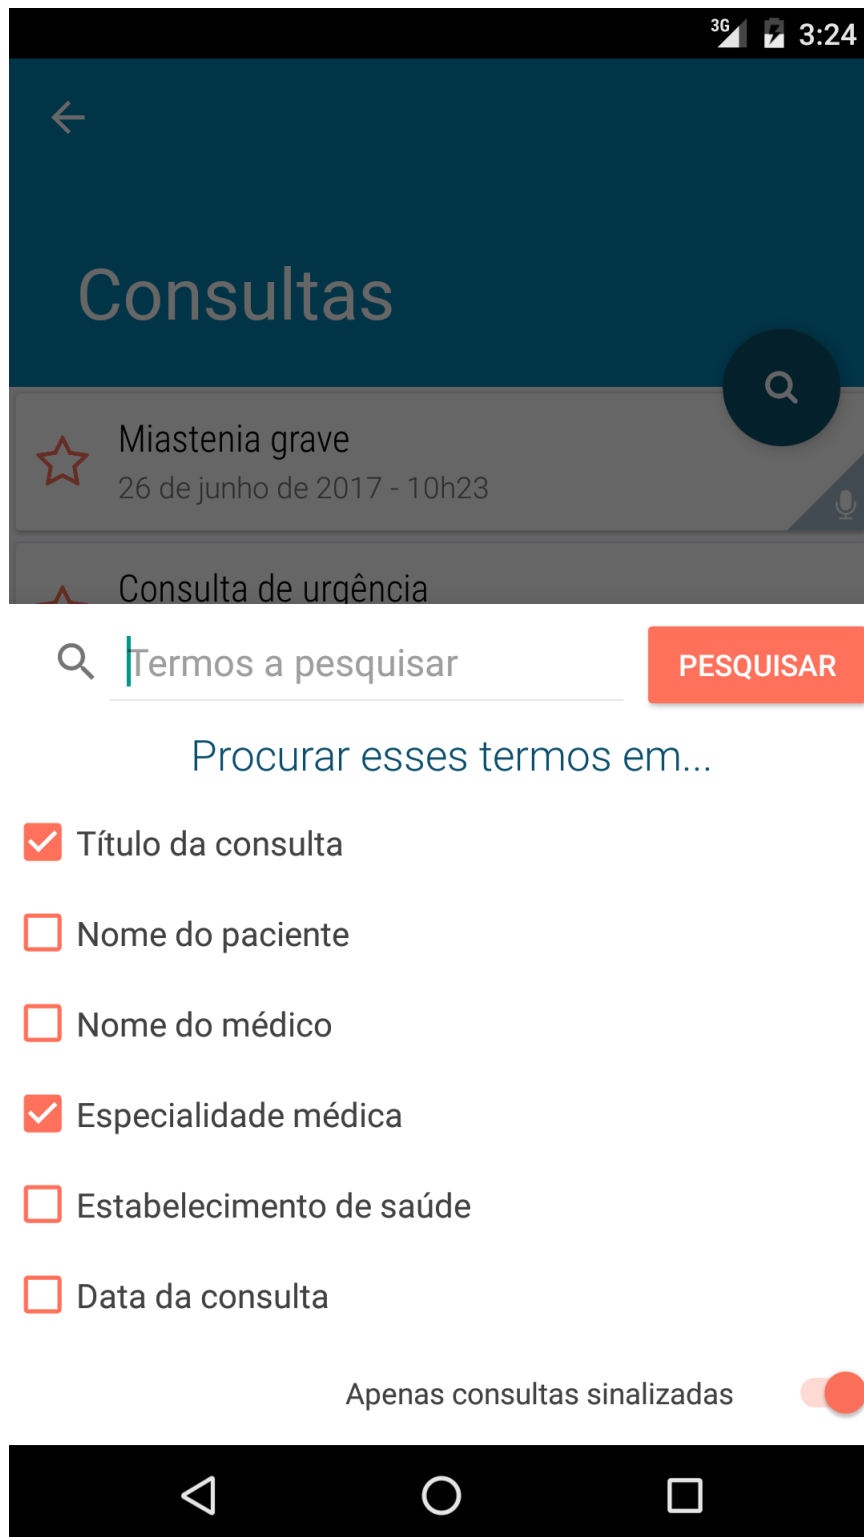 3G 3:24
Consultas
Miastenia grave
26 de junho de 2017 - 10h23
Consulta de urgência
Termos a pesquisar
PESQUISAR
Procurar esses termos em...
Título da consulta
Nome do paciente
Nome do médico
Especialidade médica
Estabelecimento de saúde
Data da consulta
Apenas consultas sinalizadas